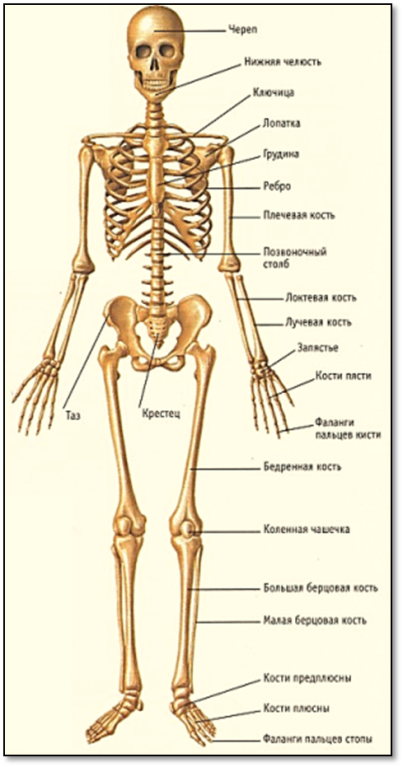 Череп
Нижняя челюсть
Ключица
Лопатка
Грудина
Ребро
Плечевая кость
Позвоночный
столб
Локтевая кость
Лучевая кость
Запястье
Кости пясти
Таз
Крестец
Фаланги
пальцев кисти
Бедренная кость
Коленная чашечка
Большая берцовая кость
Малая берцовая кость
Кости предплюсны
Кости плюсны
Фаланги пальцев стопы